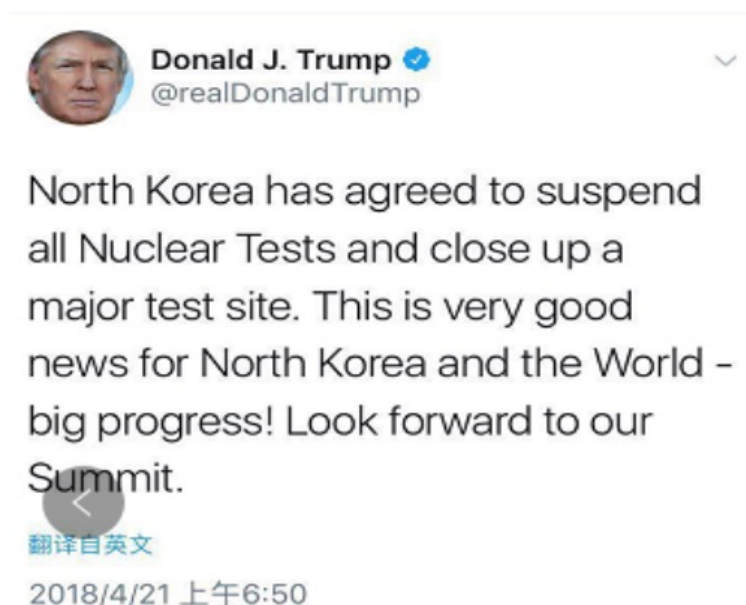 Donald J. Trump
@realDonaldTrump
North Korea has agreed to suspend
all Nuclear Tests and close up a
major test site. This is very good
news for North Korea and the World -
big progress! Look forward to our
Summit.
翻译自英文
2018/4/21 上午6:50